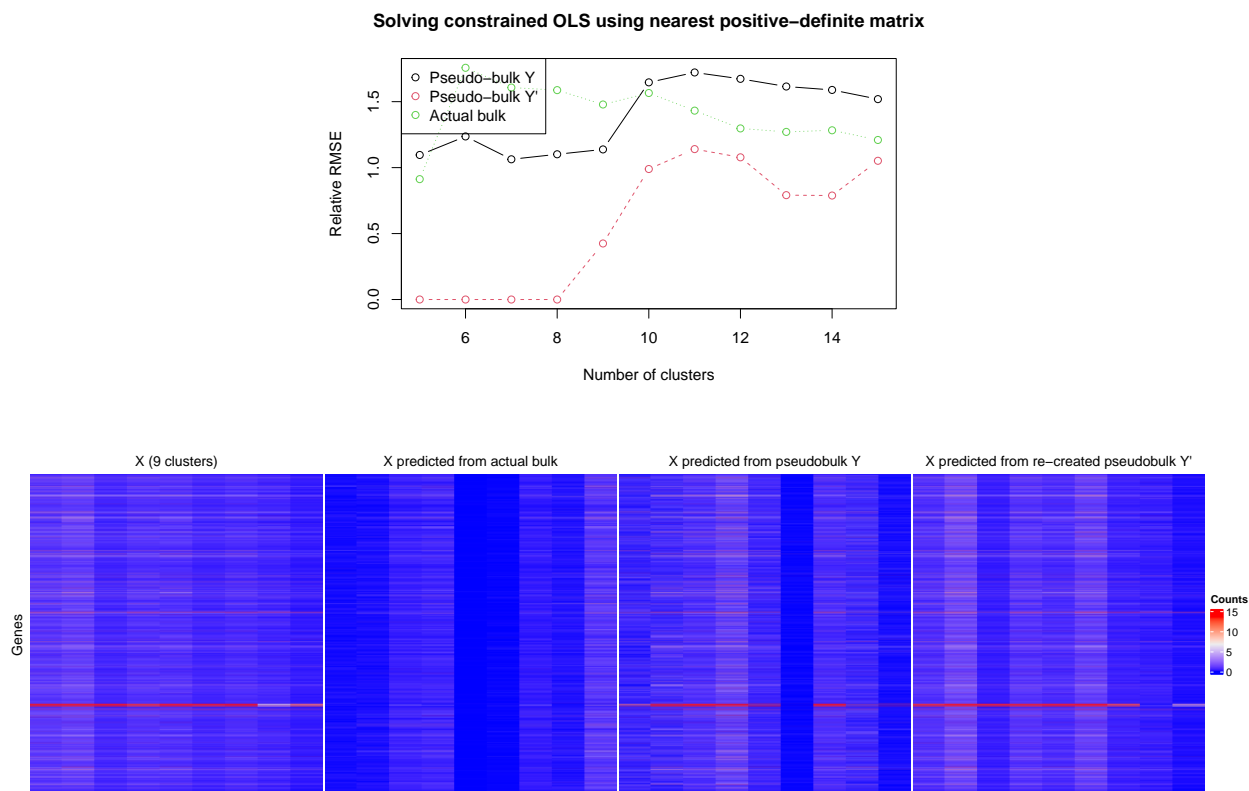 Solving constrained OLS using nearest positive−definite matrix
Pseudo−bulk Y
Pseudo−bulk Y'
Actual bulk
Relative RMSE
0.0
0.5
1.0
1.5
6
8
10
12
14
Number of clusters
X (9 clusters)
X predicted from actual bulk
X predicted from pseudobulk Y
X predicted from re−created pseudobulk Y'
Genes
Counts
15
10
5
0